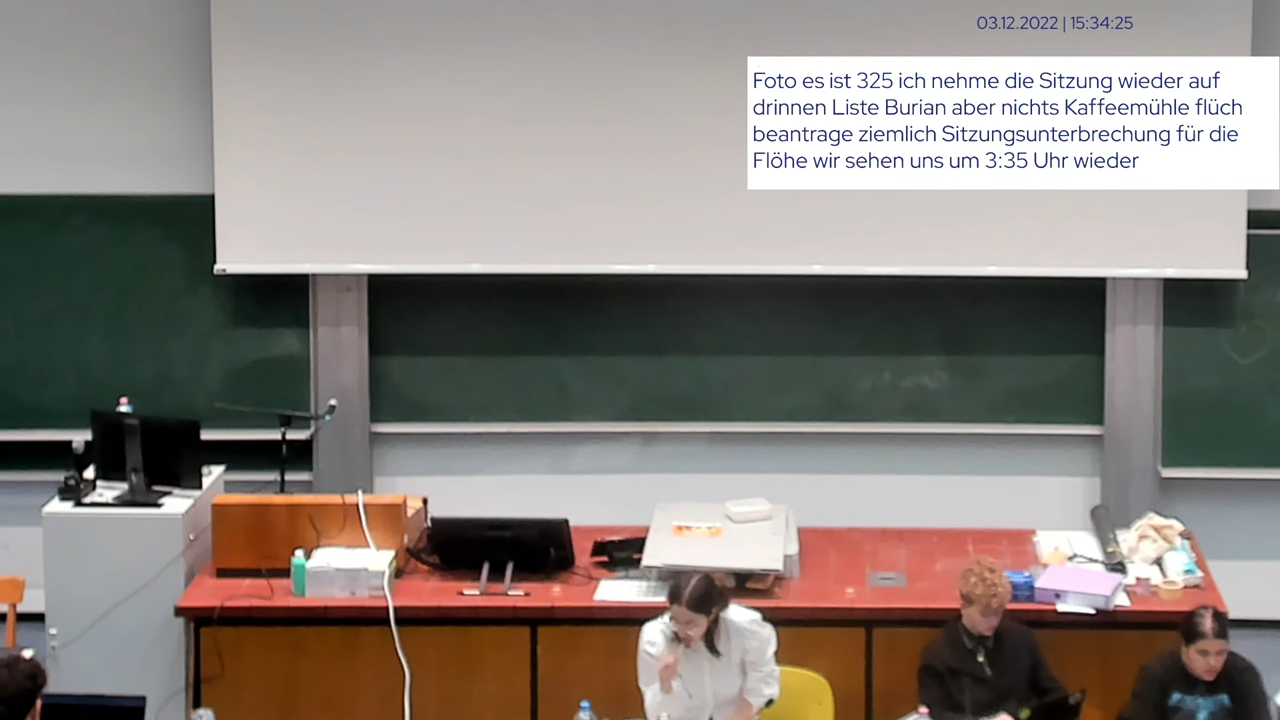 03.12.2022 | 15:34:25
Foto es ist 325 ich nehme die Sitzung wieder auf
drinnen Liste Burian aber nichts Kaffeemühle flüch
beantrage ziemlich Sitzungsunterbrechung für die
Flöhe wir sehen uns um 3:35 Uhr wieder